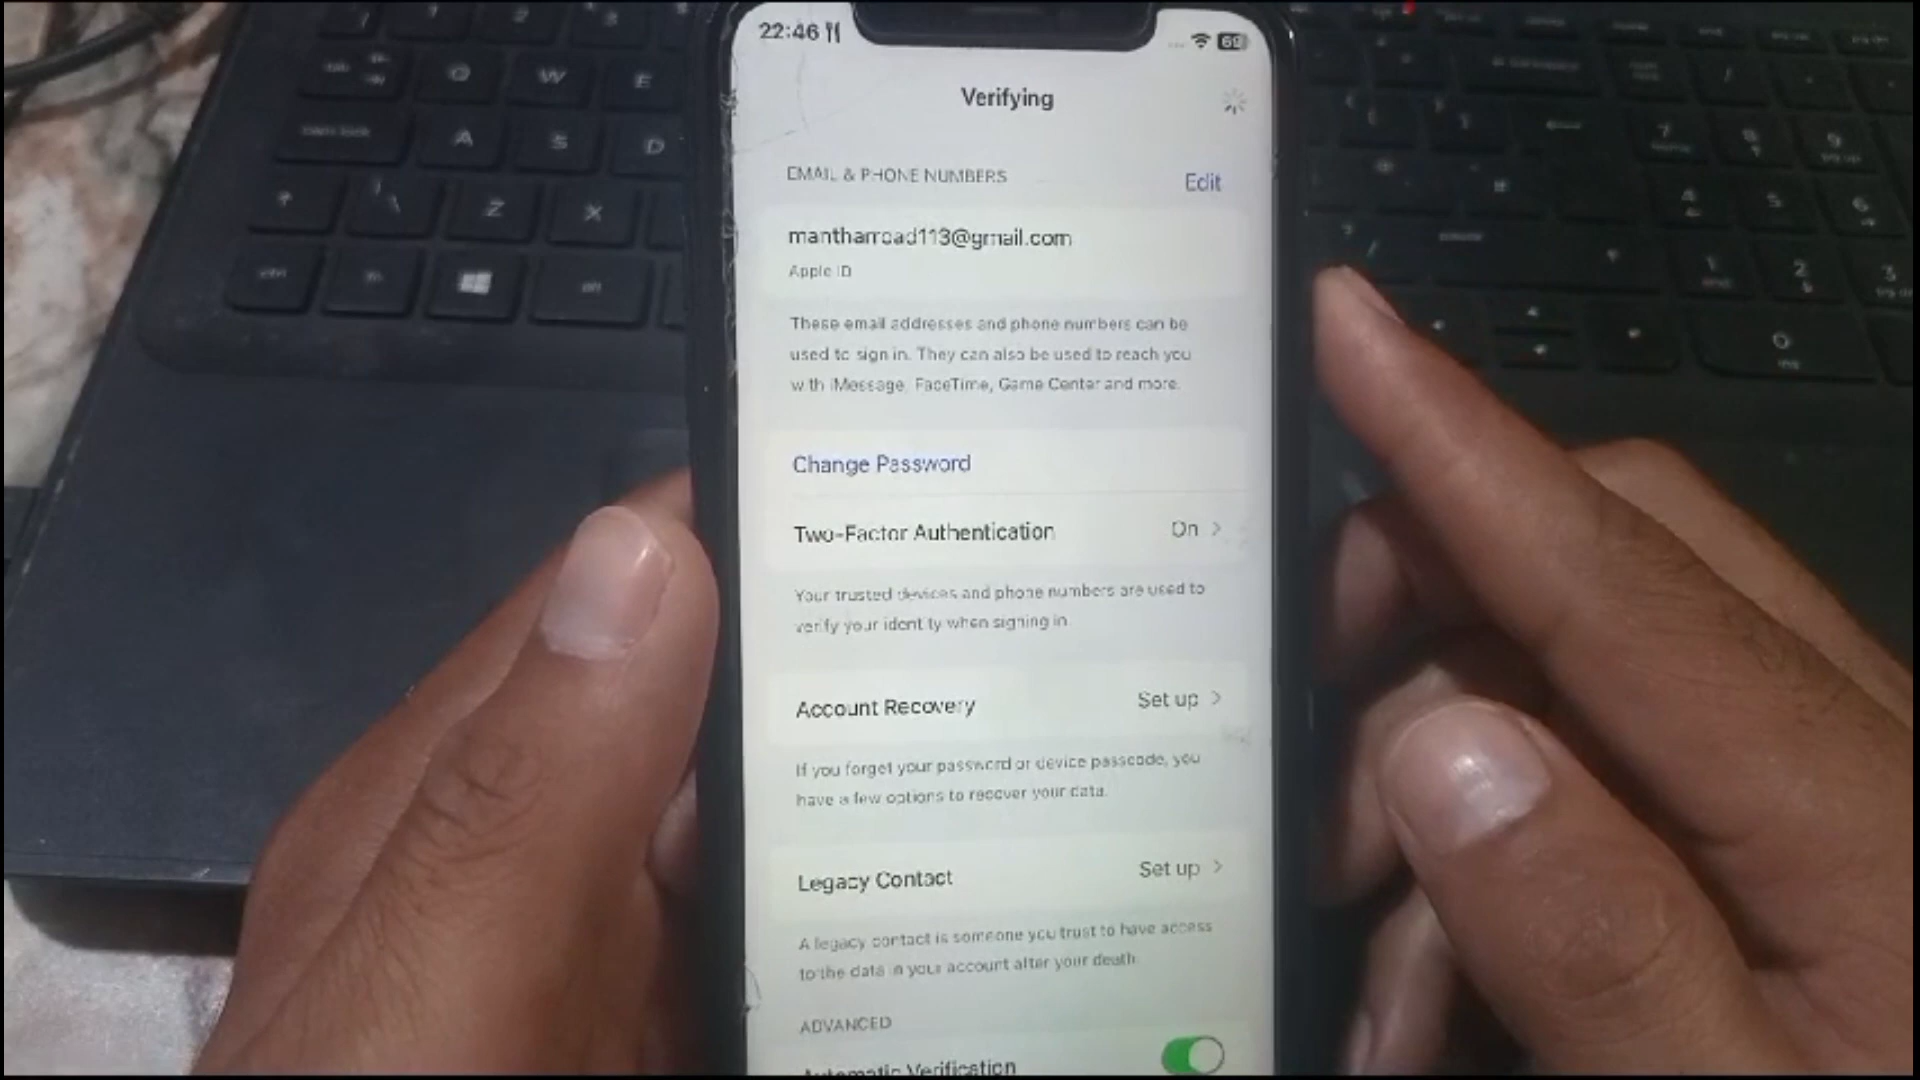 22:46
69
Verifying
EMAIL & PHONE NUMBERS
Edit
mantharroad113@gmail.com
Apple ID
These email addresses and phone numbers can be
used to sign in. They can also be used to reach you
with iMessage, FaceTime, Game Center and more.
Change Password
Two-Factor Authentication
On
Your trusted devices and phone numbers are used to
verify your identity when signing in.
Account Recovery
Set up
If you forget your password or device passcode, you
have a few options to recover your data.
Legacy Contact
Set up
A legacy contact is someone you trust to have access
to the data in your account after your death.
ADVANCED
Automatic Verification
Q W E
A S D
Z X